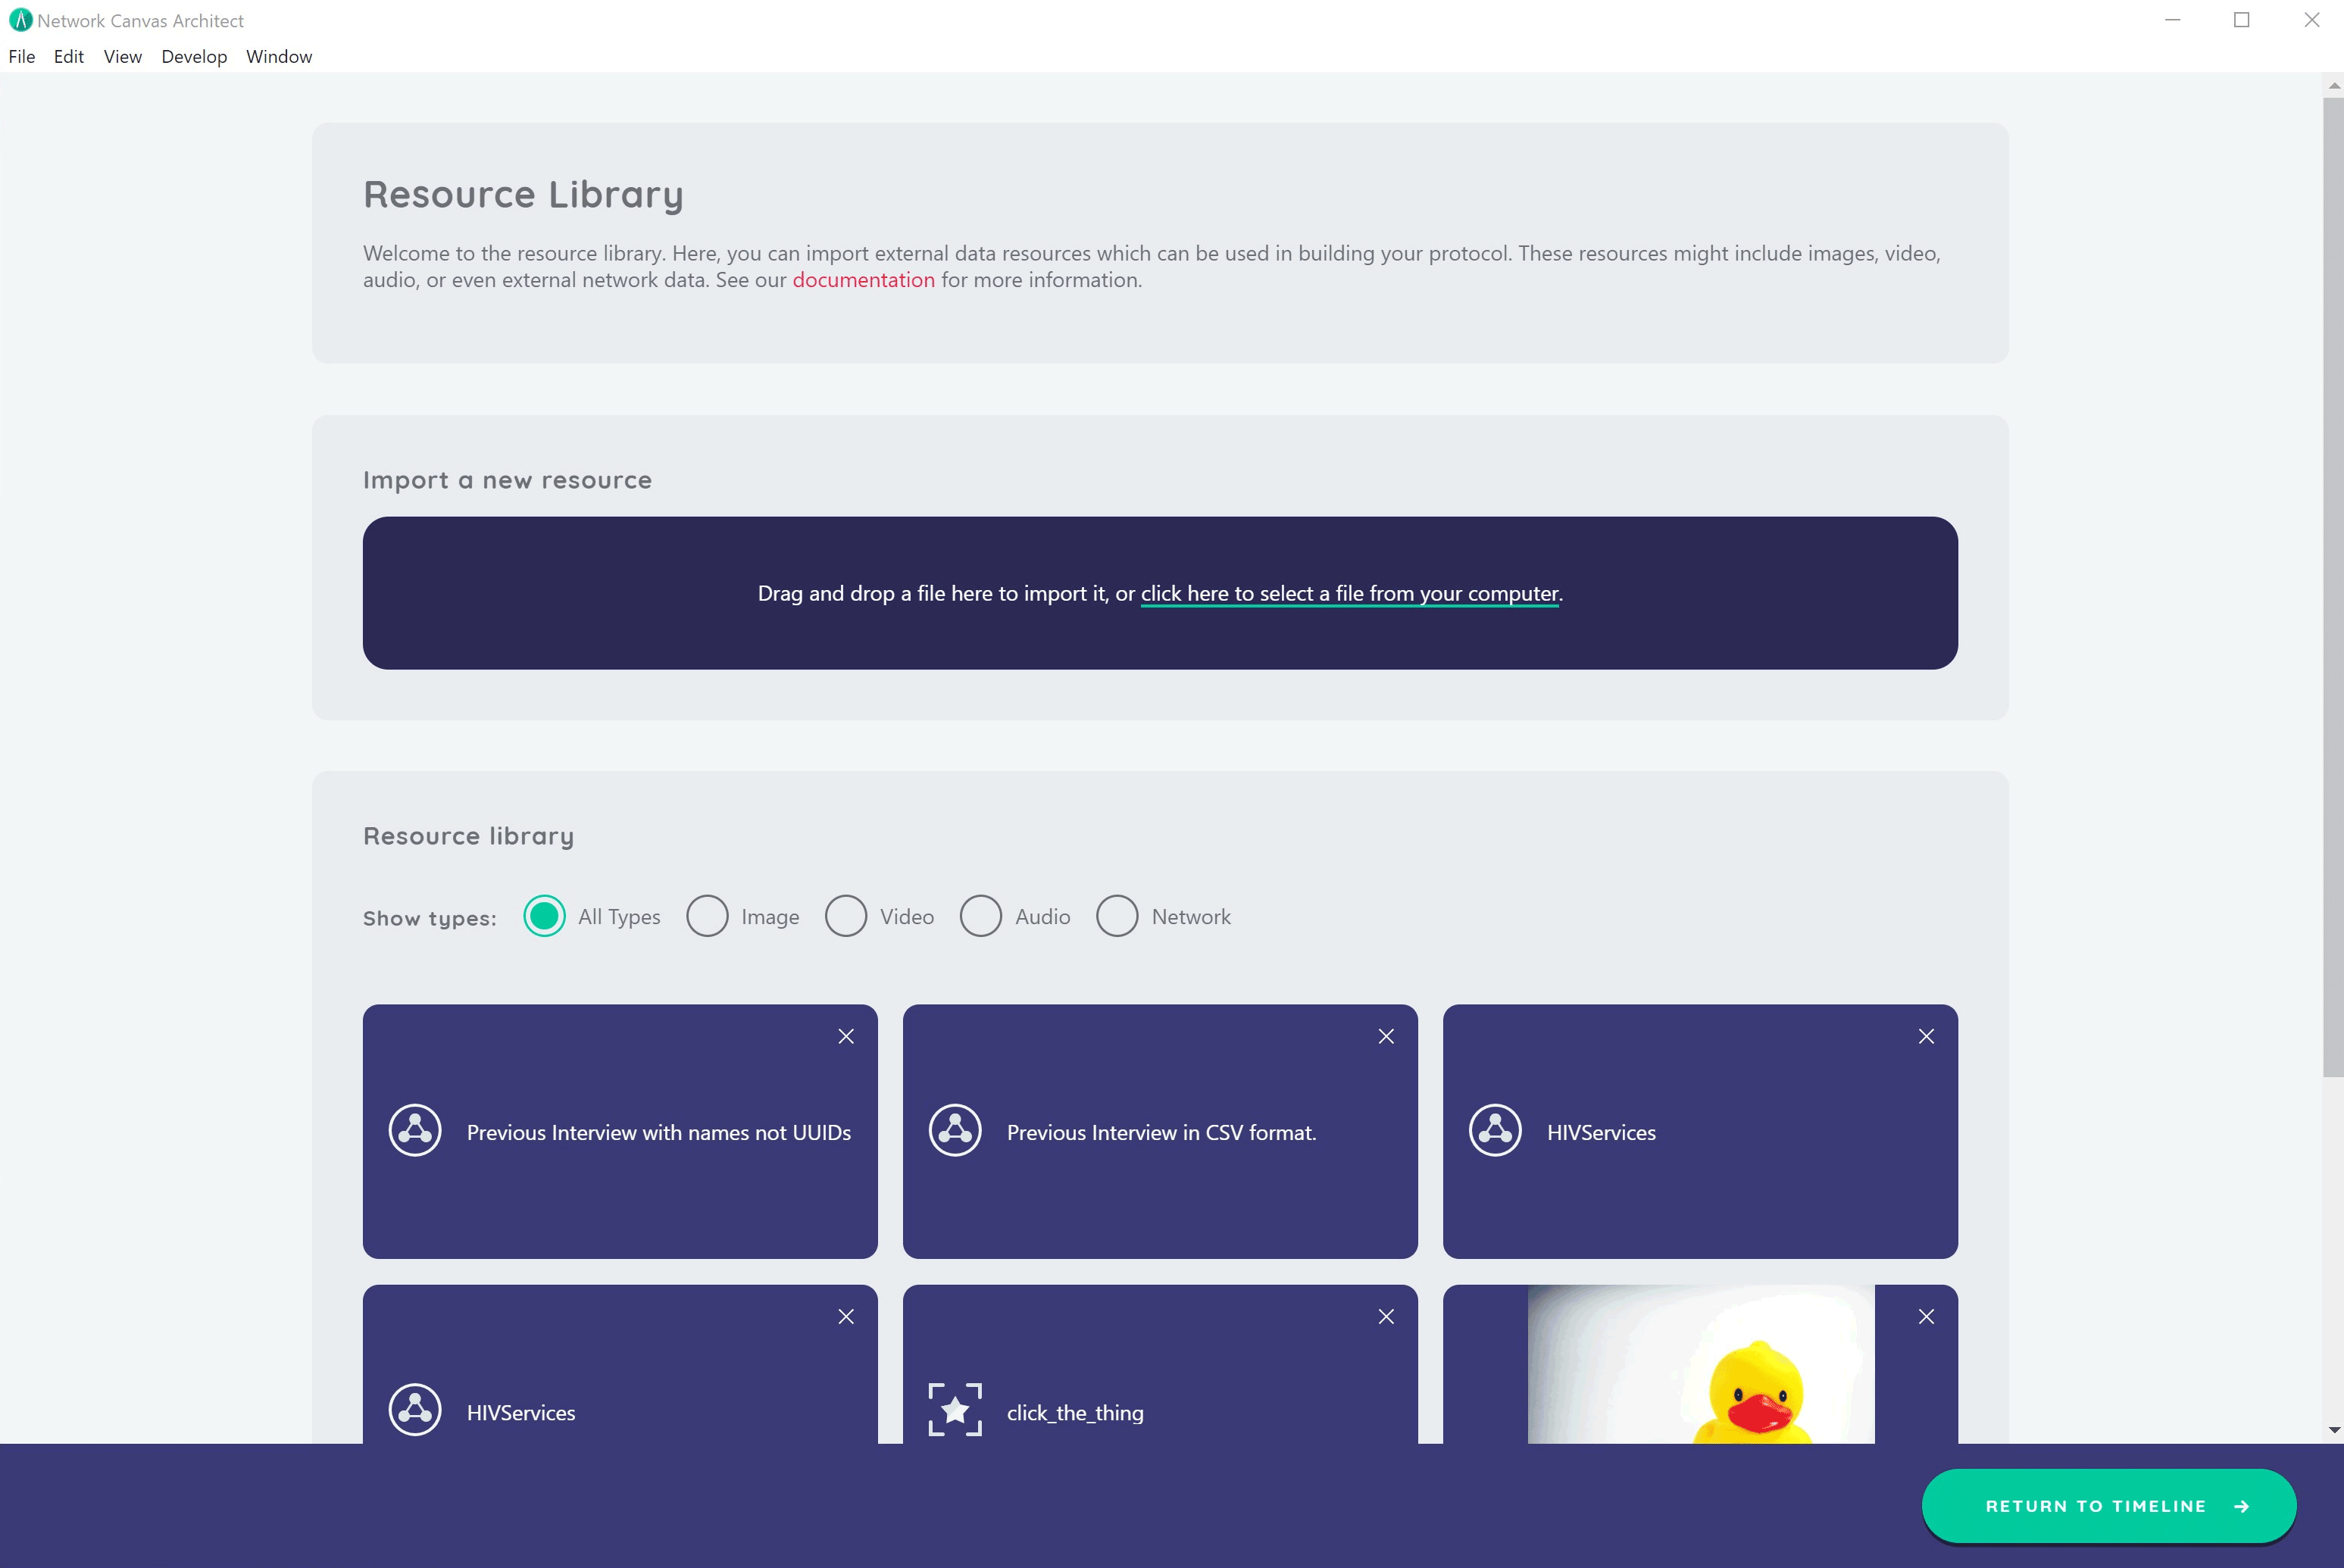 Network Canvas Architect
File Edit View Develop Window
Resource Library
Welcome to the resource library. Here, you can import external data resources which can be used in building your protocol. These resources might include images, video,
audio, or even external network data. See our documentation for more information.
Import a new resource
Drag and drop a file here to import it, or click here to select a file from your computer.
Resource library
Show types: All Types Image Video Audio Network
Previous Interview with names not UUIDs
Previous Interview in CSV format.
HIVServices
HIVServices
click_the_thing
RETURN TO TIMELINE